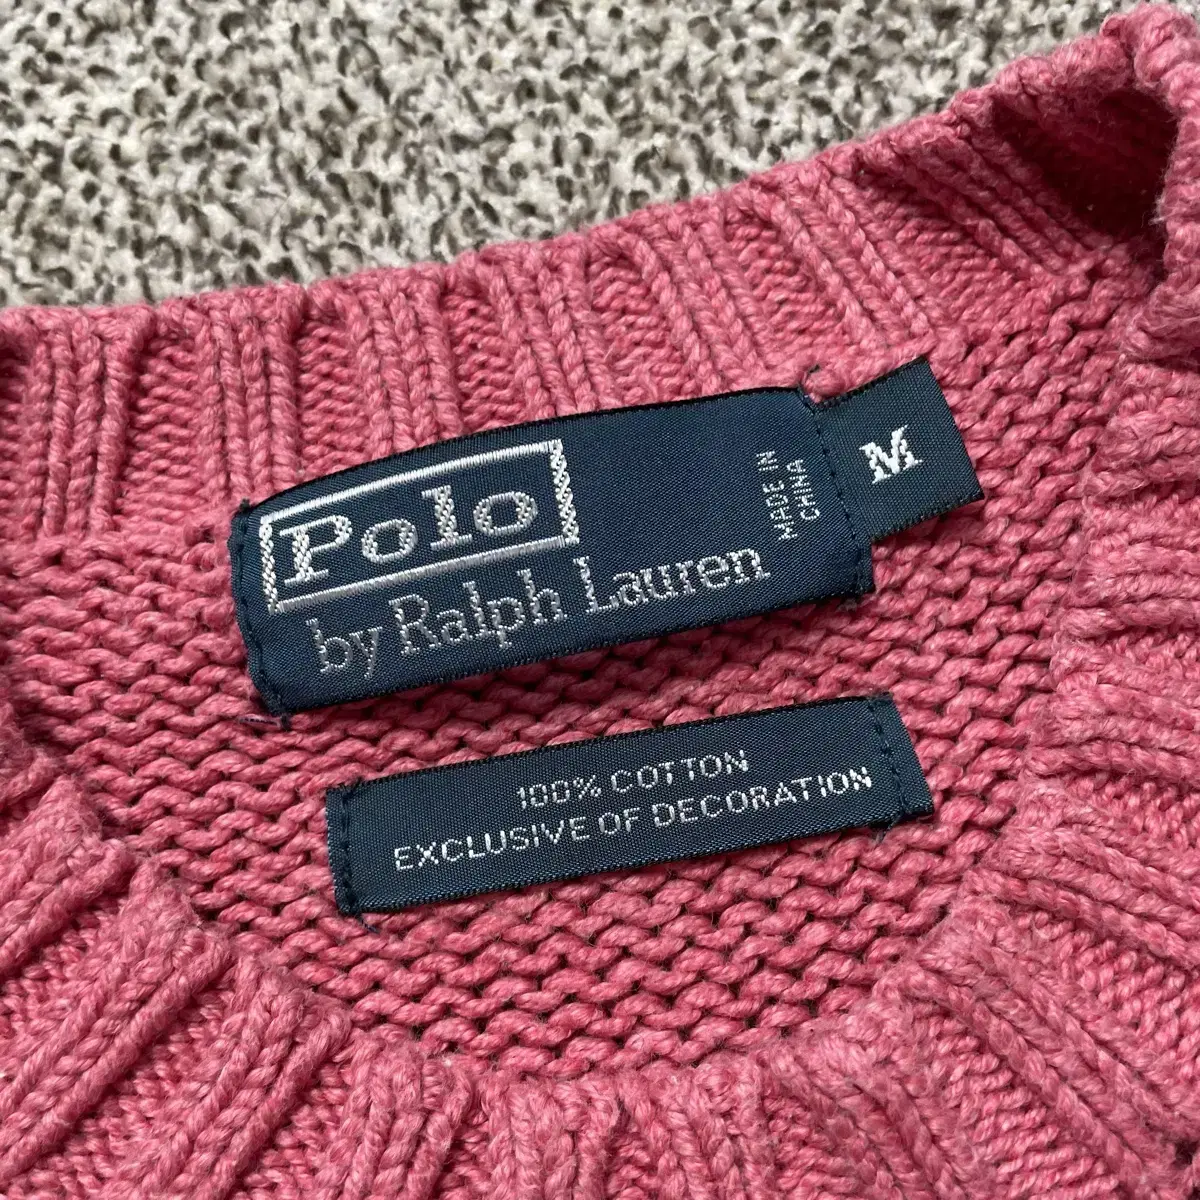 Polo
by Ralph Lauren
MADE IN
CHINA
M
100% COTTON
EXCLUSIVE OF DECORATION